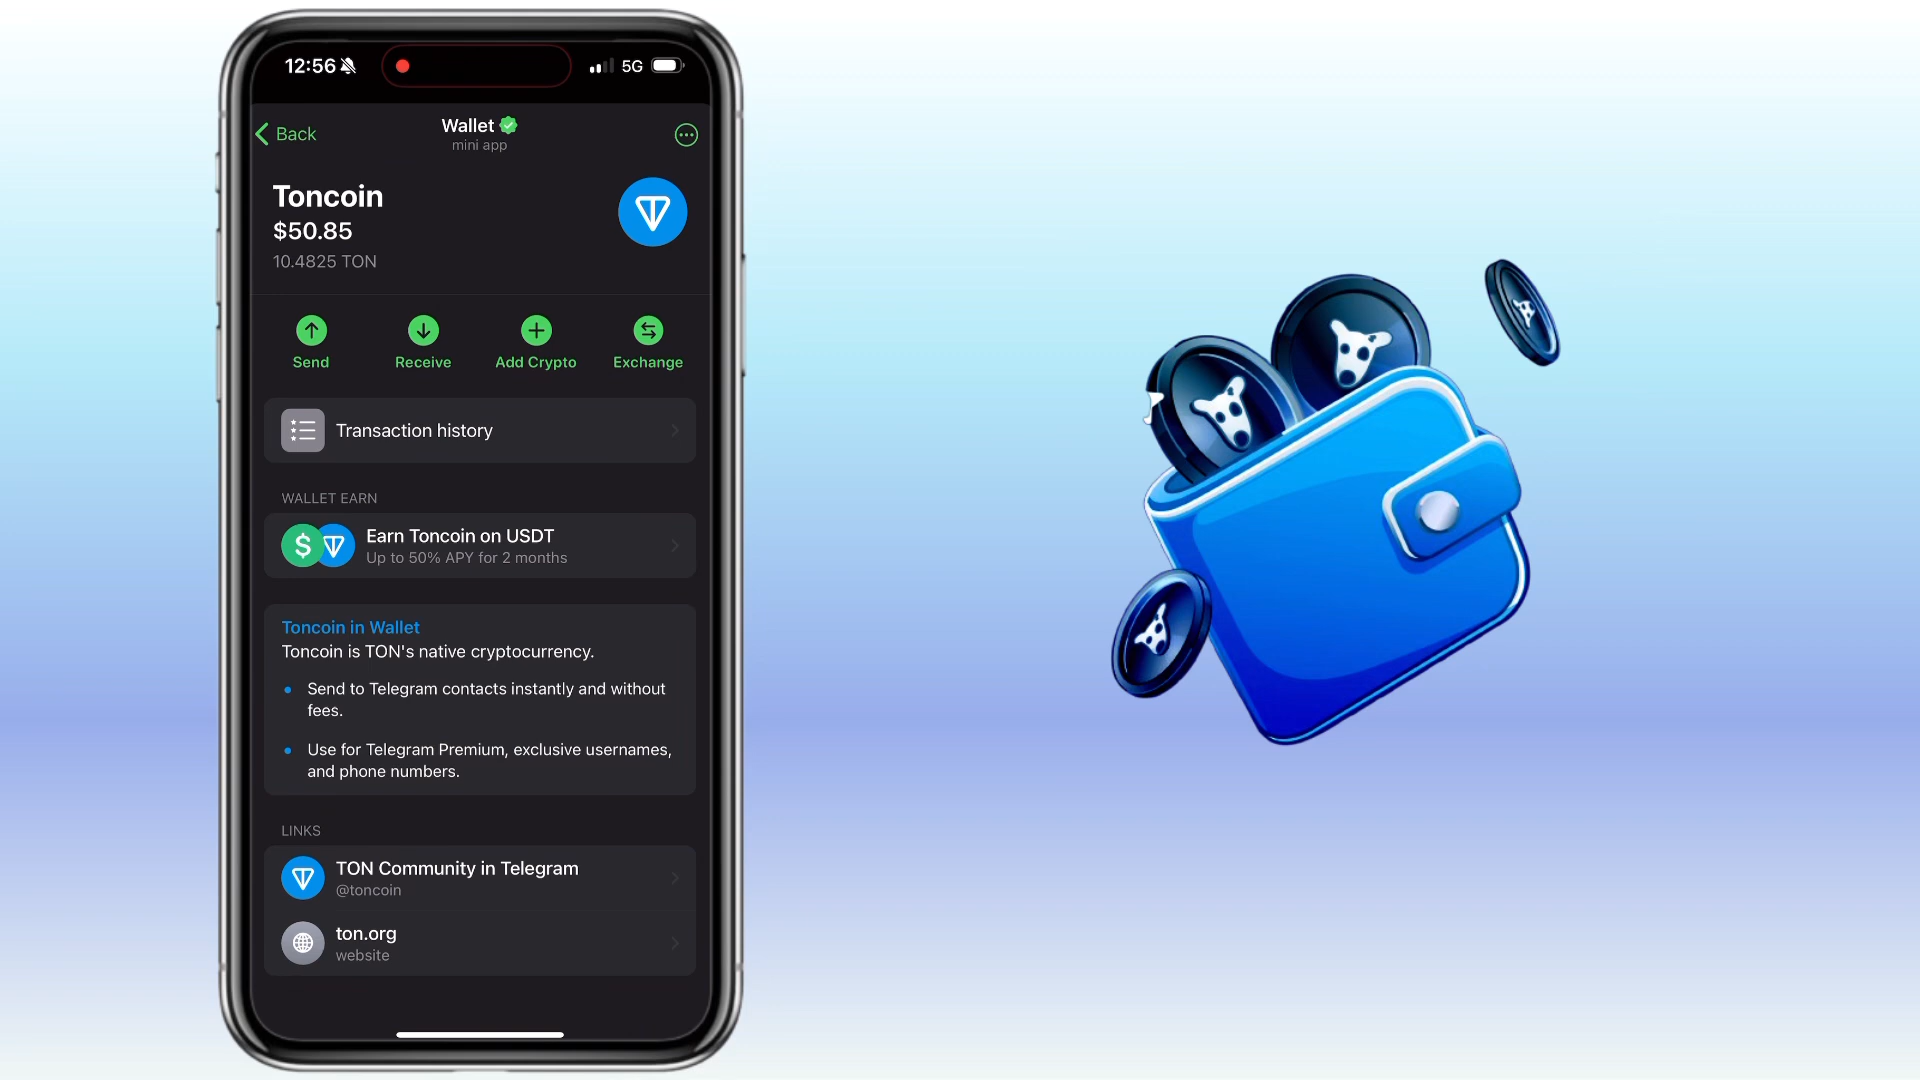 12:56
5G
Back
Wallet
mini app
Toncoin
$50.85
10.4825 TON
Send
Receive
Add Crypto
Exchange
Transaction history
WALLET EARN
Earn Toncoin on USDT
Up to 50% APY for 2 months
Toncoin in Wallet
Toncoin is TON's native cryptocurrency.
Send to Telegram contacts instantly and without
fees.
Use for Telegram Premium, exclusive usernames,
and phone numbers.
LINKS
TON Community in Telegram
@toncoin
ton.org
website